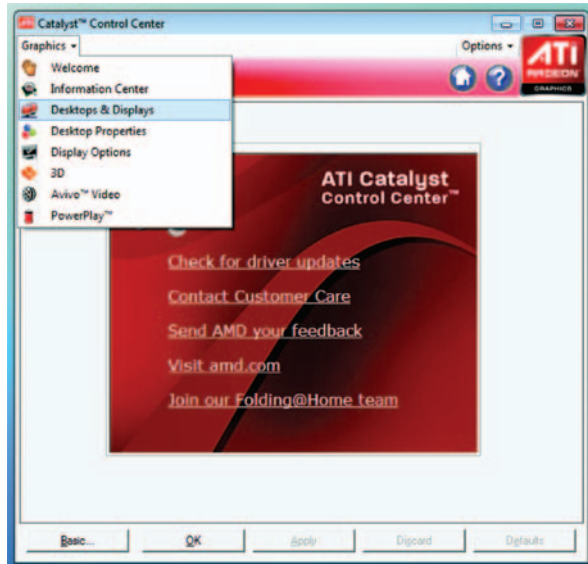 Catalyst™ Control Center
Graphics
Options
ATI
RADEON
GRAPHICS
Welcome
Information Center
Desktops & Displays
Desktop Properties
Display Options
3D
Avivo™ Video
PowerPlay™
?
ATI Catalyst
Control Center™
Check for driver updates
Contact Customer Care
Send AMD your feedback
Visit amd.com
Join our Folding@Home team
Basic...
OK
Apply
Discard
Defaults